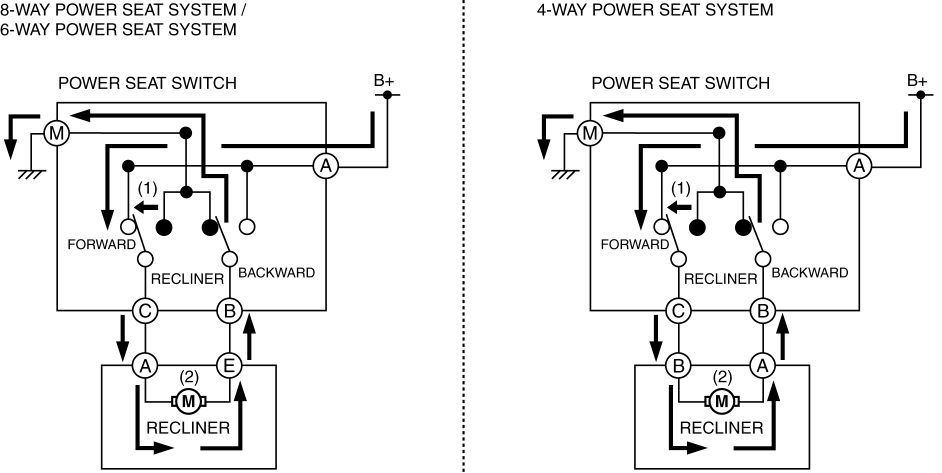 8-WAY POWER SEAT SYSTEM /
6-WAY POWER SEAT SYSTEM
POWER SEAT SWITCH
B+
M
A
(1)
FORWARD
RECLINER
BACKWARD
C
B
A
E
(2)
M
RECLINER
4-WAY POWER SEAT SYSTEM
POWER SEAT SWITCH
B+
M
A
(1)
FORWARD
RECLINER
BACKWARD
C
B
B
A
(2)
M
RECLINER